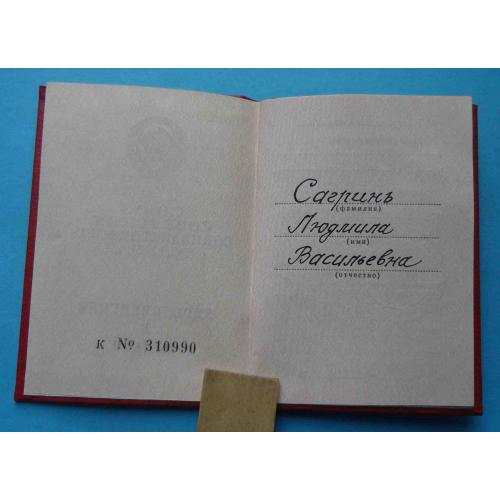 к № 310990
Сагринь
(фамилия)
Людмила
(имя)
Васильевна
(отчество)